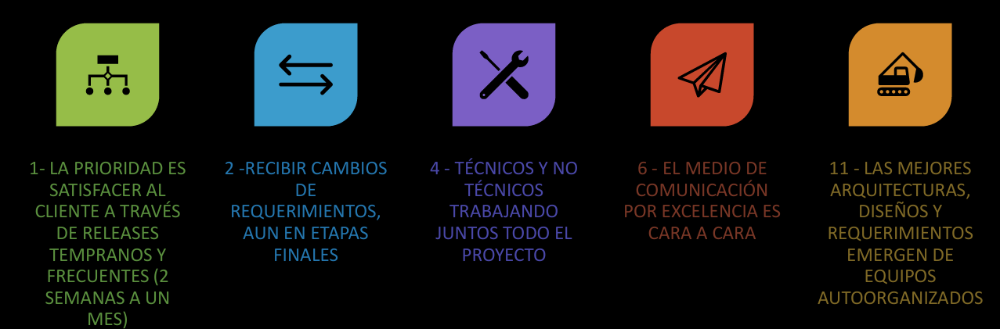 1- LA PRIORIDAD ES
SATISFACER AL
CLIENTE A TRAVÉS
DE RELEASES
TEMPRANOS Y
FRECUENTES (2
SEMANAS A UN
MES)
2 -RECIBIR CAMBIOS
DE
REQUERIMIENTOS,
AUN EN ETAPAS
FINALES
4 - TÉCNICOS Y NO
TÉCNICOS
TRABAJANDO
JUNTOS TODO EL
PROYECTO
6 - EL MEDIO DE
COMUNICACIÓN
POR EXCELENCIA ES
CARA A CARA
11 - LAS MEJORES
ARQUITECTURAS,
DISEÑOS Y
REQUERIMIENTOS
EMERGEN DE
EQUIPOS
AUTOORGANIZADOS